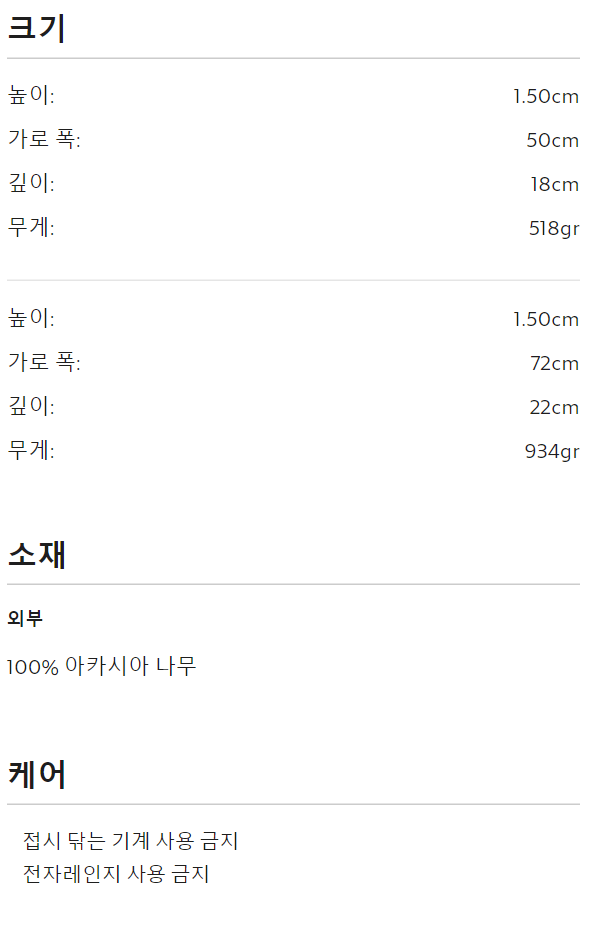 크기
높이: 1.50cm
가로 폭: 50cm
깊이: 18cm
무게: 518gr
높이: 1.50cm
가로 폭: 72cm
깊이: 22cm
무게: 934gr
소재
외부
100% 아카시아 나무
케어
접시 닦는 기계 사용 금지
전자레인지 사용 금지